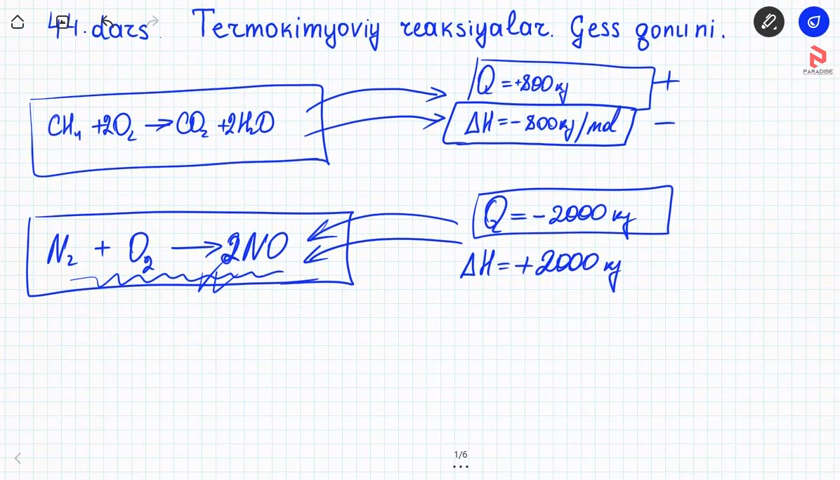 44.dars. Termokimyoviy reaksiyalar. Gess qonuni.
PARADISE
CH₄ + 2O₂ → CO₂ + 2H₂O
Q = +800 kj +
ΔH = -800 kj/mol -
N₂ + O₂ → 2NO
Q = -2000 kj
ΔH = +2000 kj
1/6